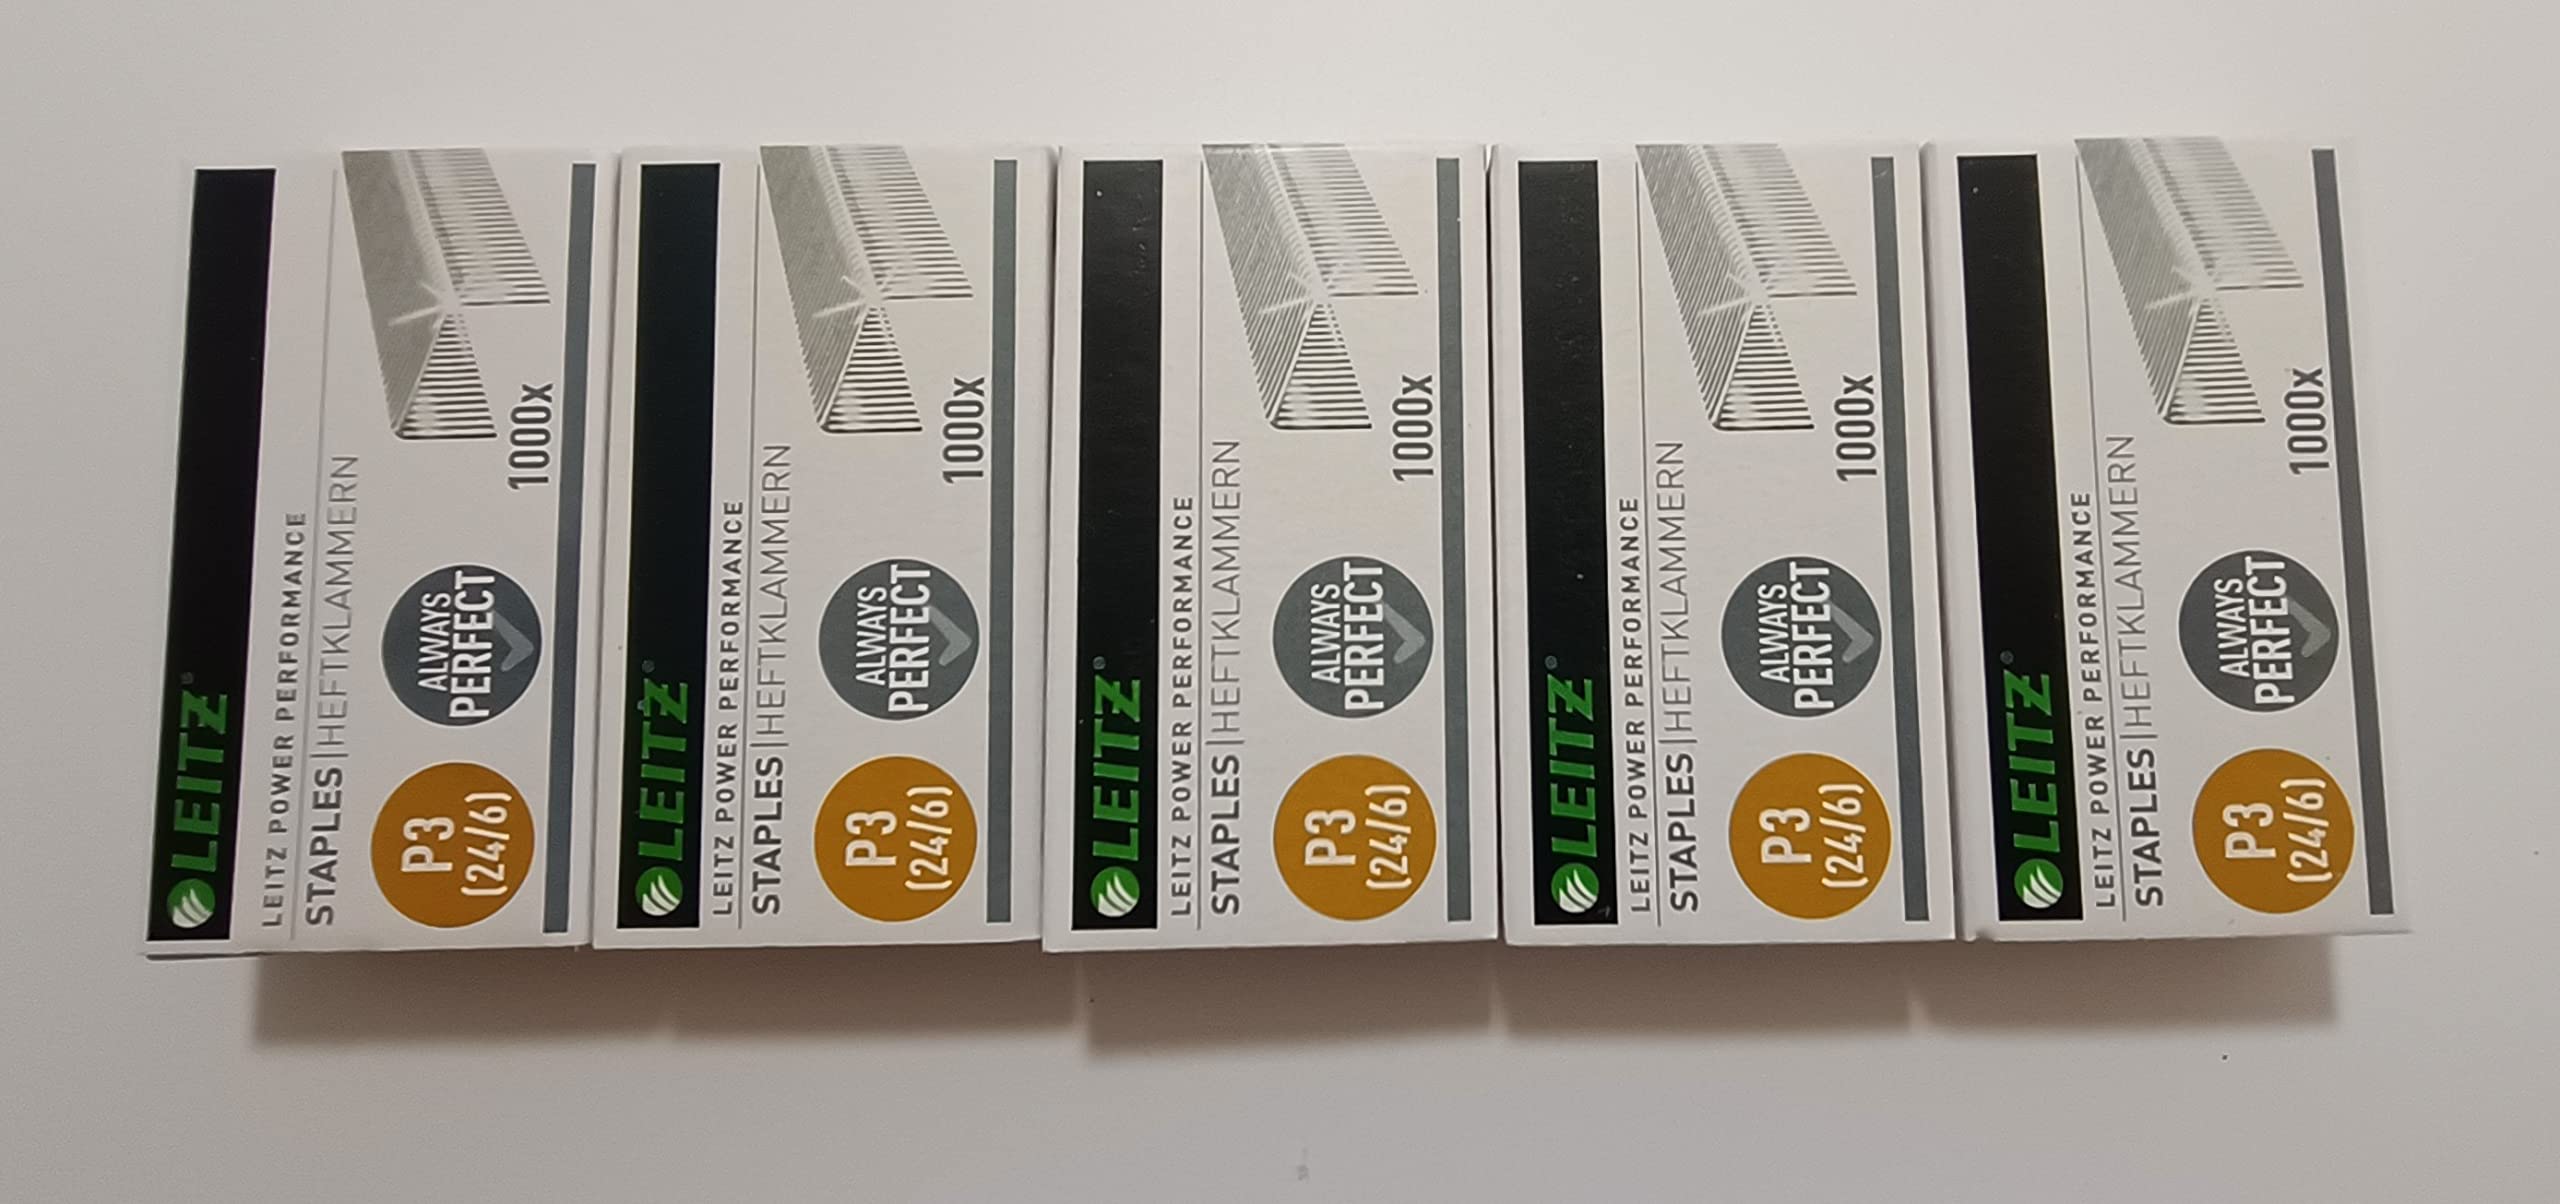 LEITZ®
LEITZ POWER PERFORMANCE
STAPLES|HEFTKLAMMERN
P3
(24/6)
ALWAYS
PERFECT
1000x
LEITZ®
LEITZ POWER PERFORMANCE
STAPLES|HEFTKLAMMERN
P3
(24/6)
ALWAYS
PERFECT
1000x
LEITZ®
LEITZ POWER PERFORMANCE
STAPLES|HEFTKLAMMERN
P3
(24/6)
ALWAYS
PERFECT
1000x
LEITZ®
LEITZ POWER PERFORMANCE
STAPLES|HEFTKLAMMERN
P3
(24/6)
ALWAYS
PERFECT
1000x
LEITZ®
LEITZ POWER PERFORMANCE
STAPLES|HEFTKLAMMERN
P3
(24/6)
ALWAYS
PERFECT
1000x